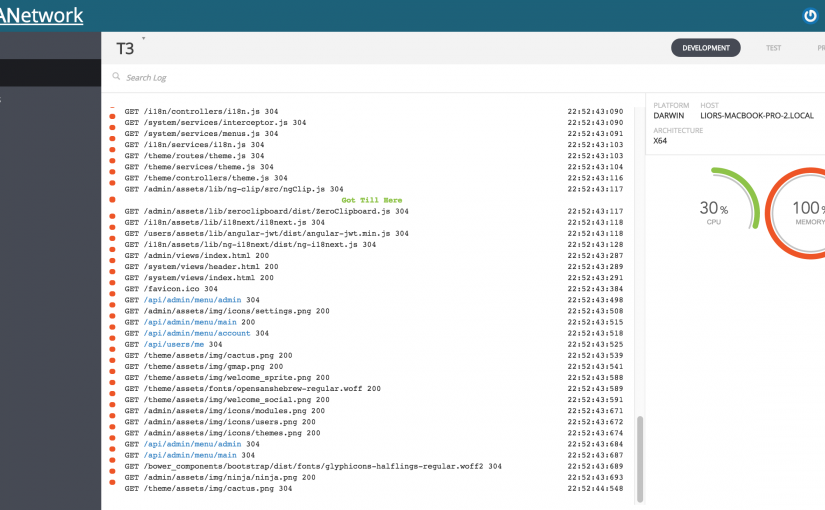 ANetwork
T3
DEVELOPMENT
TEST
Search Log
GET /i18n/controllers/i18n.js 304 22:52:43:090
GET /system/services/interceptor.js 304 22:52:43:090
GET /system/services/menus.js 304 22:52:43:091
GET /i18n/services/i18n.js 304 22:52:43:103
GET /theme/routes/theme.js 304 22:52:43:103
GET /theme/services/theme.js 304 22:52:43:104
GET /theme/controllers/theme.js 304 22:52:43:116
GET /admin/assets/lib/ng-clip/src/ngClip.js 304 22:52:43:117
Got Till Here
GET /admin/assets/lib/zeroclipboard/dist/ZeroClipboard.js 304 22:52:43:117
GET /i18n/assets/lib/i18next/i18next.js 304 22:52:43:118
GET /users/assets/lib/angular-jwt/dist/angular-jwt.min.js 304 22:52:43:118
GET /i18n/assets/lib/ng-i18next/dist/ng-i18next.js 304 22:52:43:128
GET /admin/views/index.html 200 22:52:43:287
GET /system/views/header.html 200 22:52:43:289
GET /system/views/index.html 200 22:52:43:291
GET /favicon.ico 304 22:52:43:384
GET /api/admin/menu/admin 304 22:52:43:498
GET /admin/assets/img/icons/settings.png 200 22:52:43:508
GET /api/admin/menu/main 200 22:52:43:515
GET /api/admin/menu/account 304 22:52:43:518
GET /api/users/me 304 22:52:43:525
GET /theme/assets/img/cactus.png 200 22:52:43:539
GET /theme/assets/img/gmap.png 200 22:52:43:541
GET /theme/assets/img/welcome_sprite.png 200 22:52:43:588
GET /theme/assets/fonts/opensanshebrew-regular.woff 200 22:52:43:589
GET /theme/assets/img/welcome_social.png 200 22:52:43:591
GET /admin/assets/img/icons/modules.png 200 22:52:43:671
GET /admin/assets/img/icons/users.png 200 22:52:43:672
GET /admin/assets/img/icons/themes.png 200 22:52:43:674
GET /api/admin/menu/admin 304 22:52:43:684
GET /api/admin/menu/main 304 22:52:43:687
GET /bower_components/bootstrap/dist/fonts/glyphicons-halflings-regular.woff2 304 22:52:43:689
GET /admin/assets/img/ninja/ninja.png 200 22:52:43:693
GET /theme/assets/img/cactus.png 304 22:52:44:548
PLATFORM HOST
DARWIN LIORS-MACBOOK-PRO-2.LOCAL
ARCHITECTURE
X64
30% 100%
CPU MEMORY